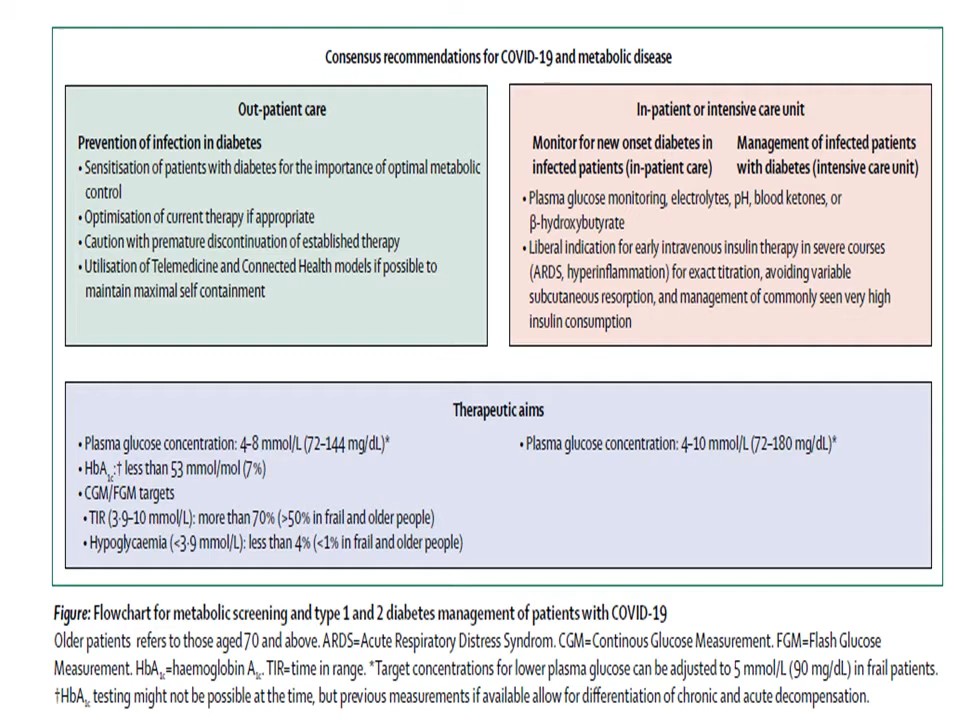 Consensus recommendations for COVID-19 and metabolic disease
Out-patient care
Prevention of infection in diabetes
• Sensitisation of patients with diabetes for the importance of optimal metabolic
control
• Optimisation of current therapy if appropriate
• Caution with premature discontinuation of established therapy
• Utilisation of Telemedicine and Connected Health models if possible to
maintain maximal self containment
In-patient or intensive care unit
Monitor for new onset diabetes in
infected patients (in-patient care)
Management of infected patients
with diabetes (intensive care unit)
• Plasma glucose monitoring, electrolytes, pH, blood ketones, or
β-hydroxybutyrate
• Liberal indication for early intravenous insulin therapy in severe courses
(ARDS, hyperinflammation) for exact titration, avoiding variable
subcutaneous resorption, and management of commonly seen very high
insulin consumption
Therapeutic aims
• Plasma glucose concentration: 4–8 mmol/L (72–144 mg/dL)*
• HbA1c:† less than 53 mmol/mol (7%)
• CGM/FGM targets
• TIR (3·9–10 mmol/L): more than 70% (>50% in frail and older people)
• Hypoglycaemia (<3·9 mmol/L): less than 4% (<1% in frail and older people)
• Plasma glucose concentration: 4–10 mmol/L (72–180 mg/dL)*
Figure: Flowchart for metabolic screening and type 1 and 2 diabetes management of patients with COVID-19
Older patients refers to those aged 70 and above. ARDS=Acute Respiratory Distress Syndrom. CGM=Continous Glucose Measurement. FGM=Flash Glucose
Measurement. HbA1c=haemoglobin A1c. TIR=time in range. *Target concentrations for lower plasma glucose can be adjusted to 5 mmol/L (90 mg/dL) in frail patients.
†HbA1c testing might not be possible at the time, but previous measurements if available allow for differentiation of chronic and acute decompensation.